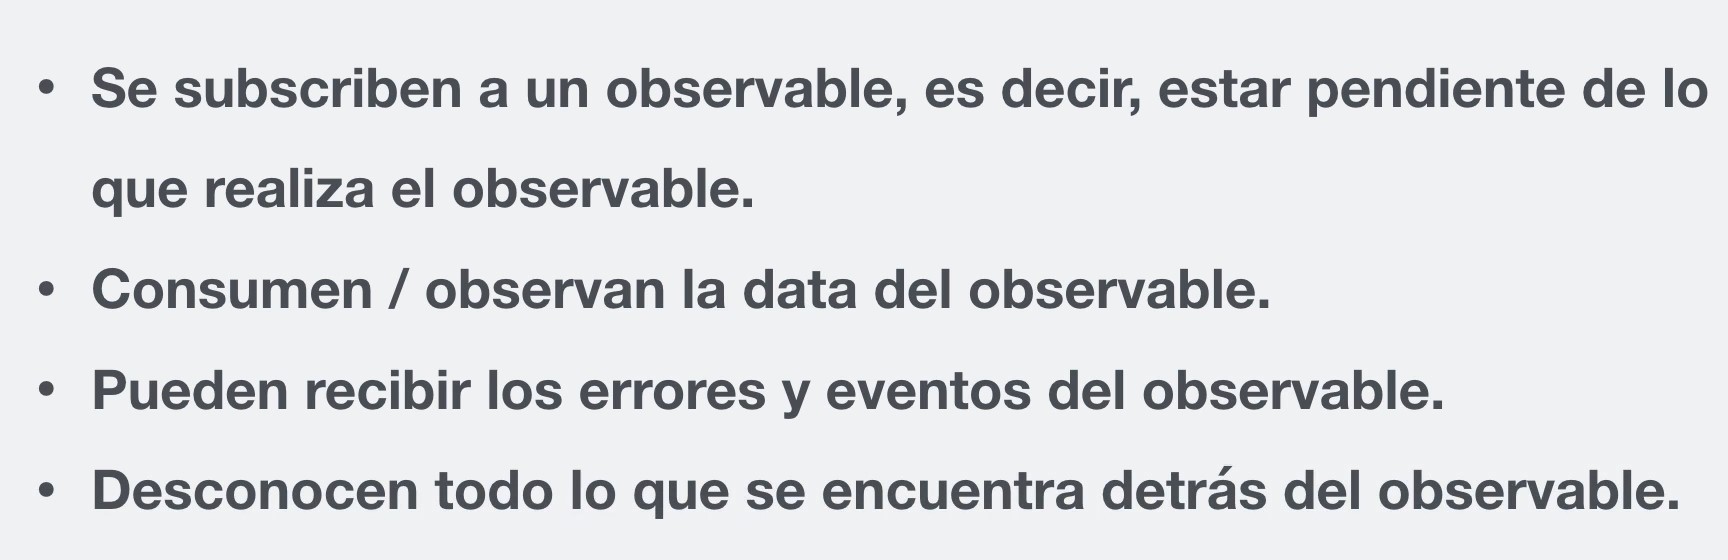 • Se subscriben a un observable, es decir, estar pendiente de lo
que realiza el observable.
• Consumen / observan la data del observable.
• Pueden recibir los errores y eventos del observable.
• Desconocen todo lo que se encuentra detrás del observable.